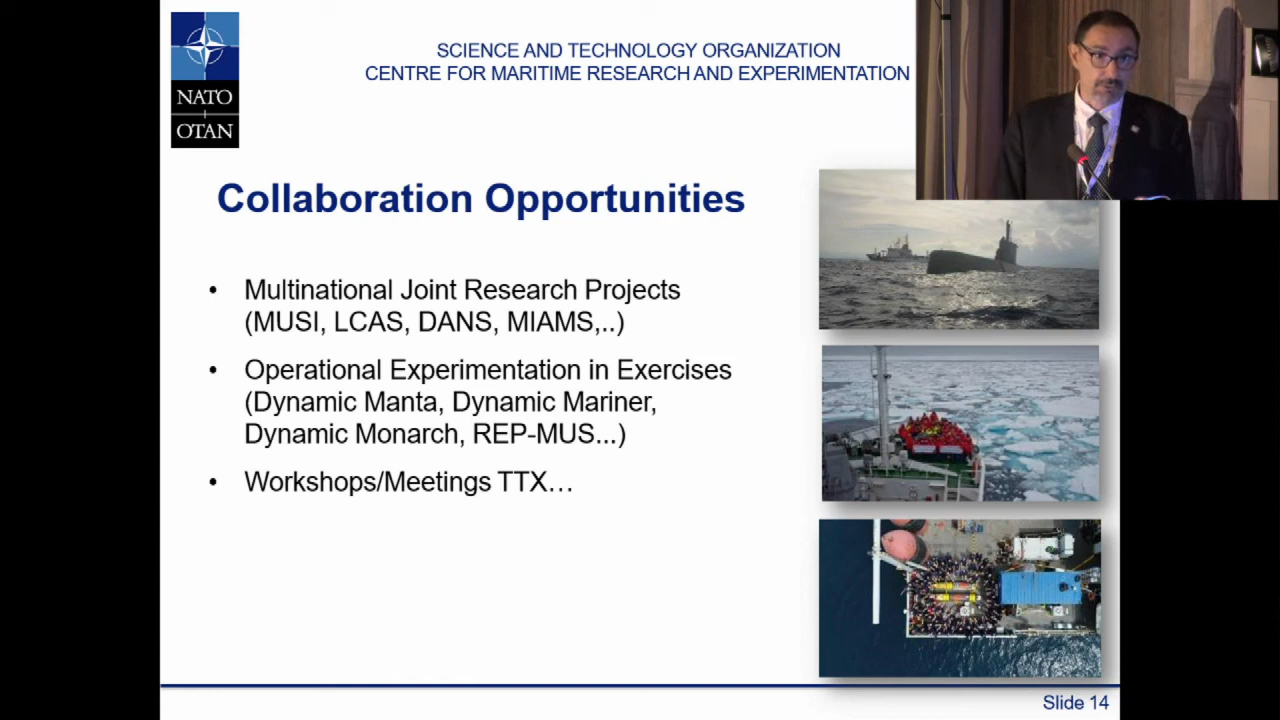 NATO
OTAN
SCIENCE AND TECHNOLOGY ORGANIZATION
CENTRE FOR MARITIME RESEARCH AND EXPERIMENTATION
Collaboration Opportunities
• Multinational Joint Research Projects
(MUSI, LCAS, DANS, MIAMS,..)
• Operational Experimentation in Exercises
(Dynamic Manta, Dynamic Mariner,
Dynamic Monarch, REP-MUS...)
• Workshops/Meetings TTX…
Slide 14